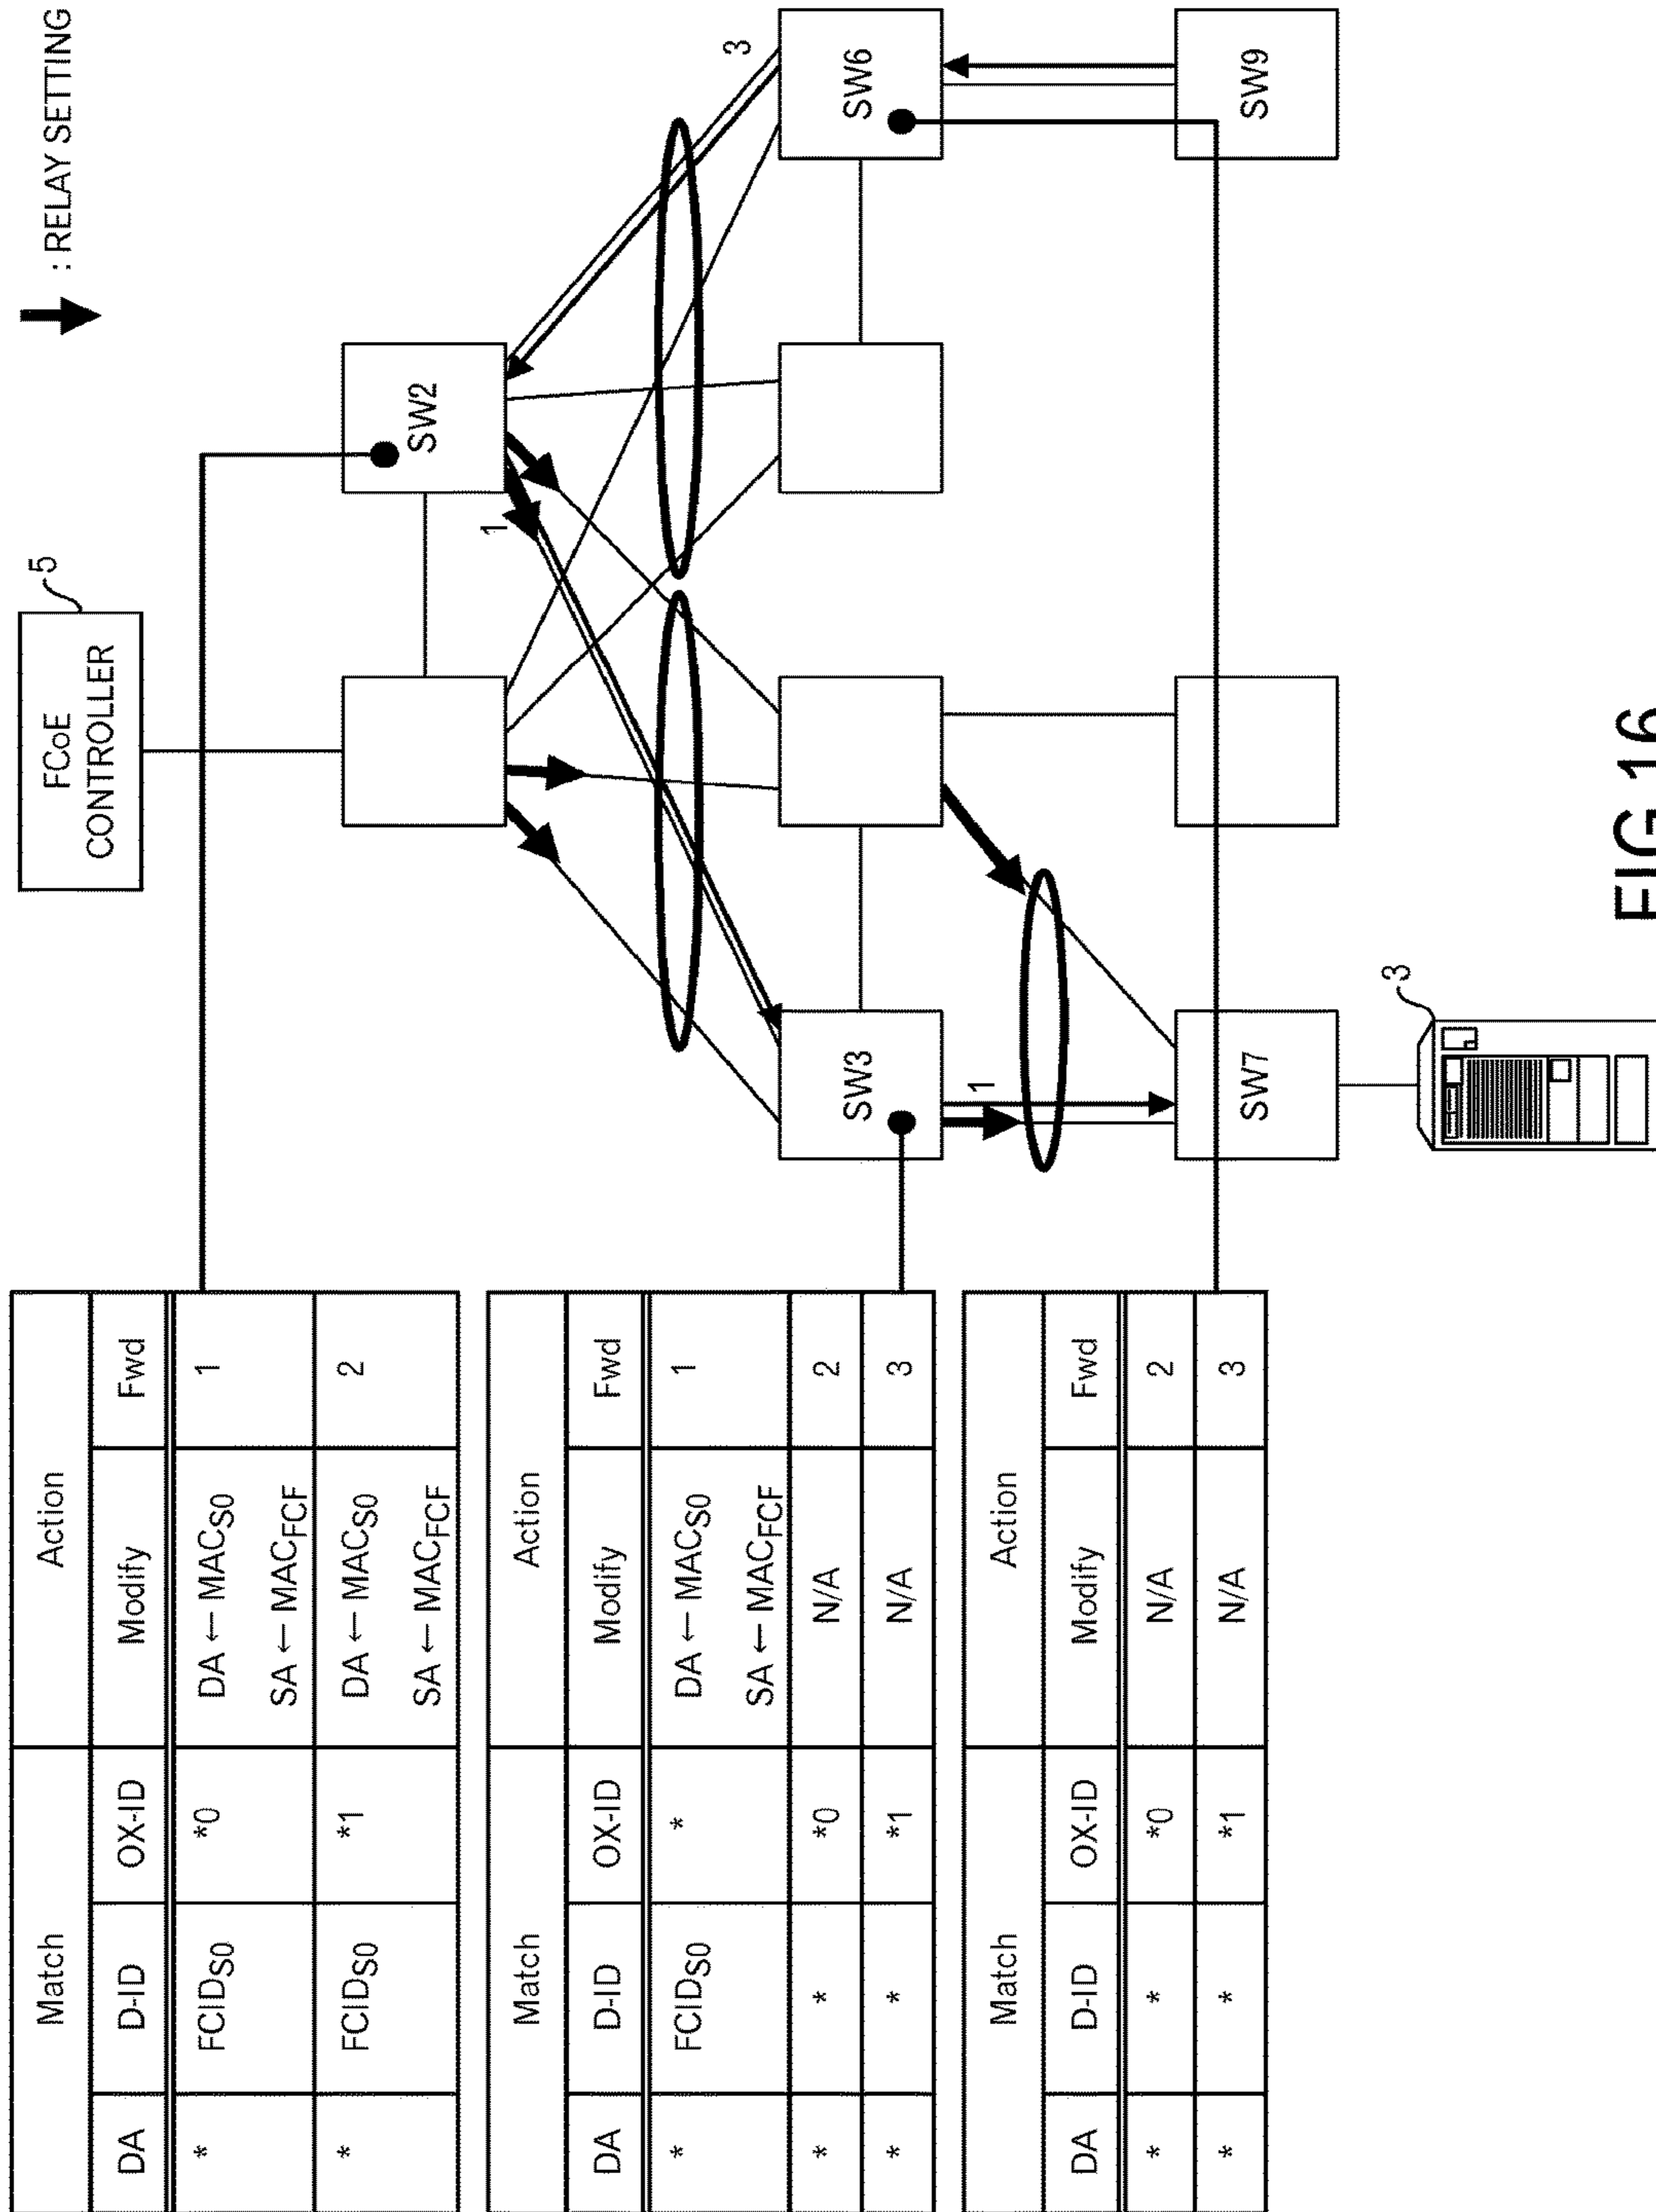 Match Action
DA D-ID OX-ID Modify Fwd
* FCIDS0 *0 DA ← MACS0 1
SA ← MACFCF
* FCIDS0 *1 DA ← MACS0 2
SA ← MACFCF
Match Action
DA D-ID OX-ID Modify Fwd
* FCIDS0 * DA ← MACS0 1
SA ← MACFCF
* * *0 N/A 2
* * *1 N/A 3
Match Action
DA D-ID OX-ID Modify Fwd
* * *0 N/A 2
* * *1 N/A 3
: RELAY SETTING
FCoE
CONTROLLER
5
SW2
1
3
SW3
SW6
1
SW7
SW9
3
FIG. 16